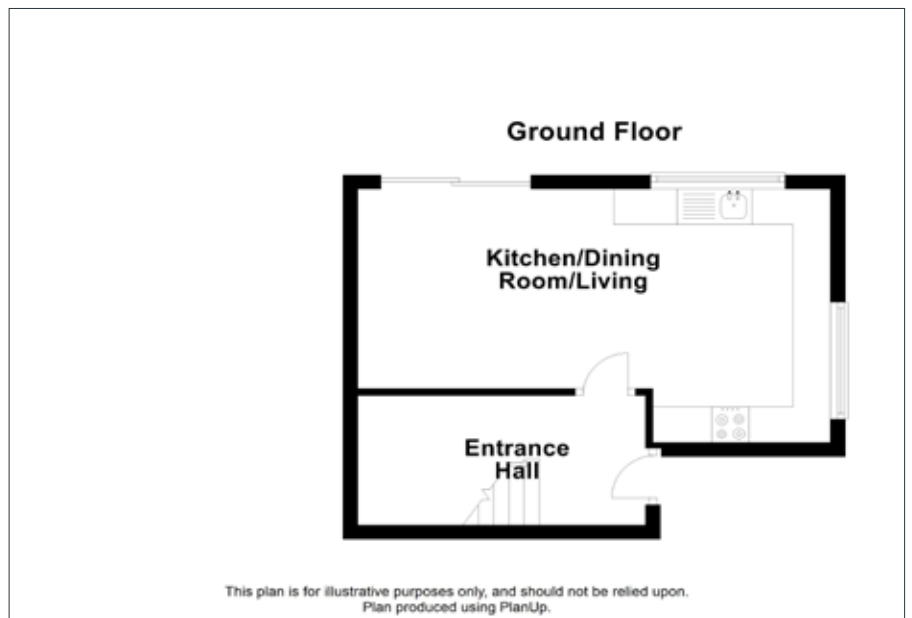 Ground Floor
Kitchen/Dining
Room/Living
Entrance
Hall
This plan is for illustrative purposes only, and should not be relied upon.
Plan produced using PlanUp.